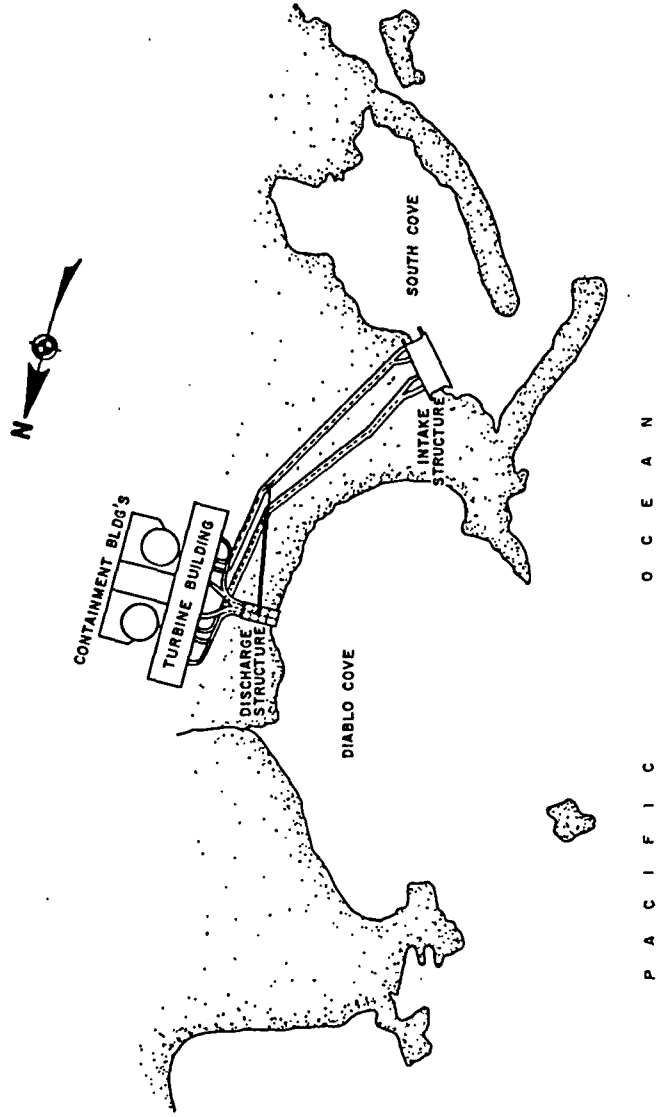 N
CONTAINMENT BLDG'S
TURBINE BUILDING
DISCHARGE
STRUCTURE
INTAKE
STRUCTURE
SOUTH COVE
DIABLO COVE
PACIFIC OCEAN